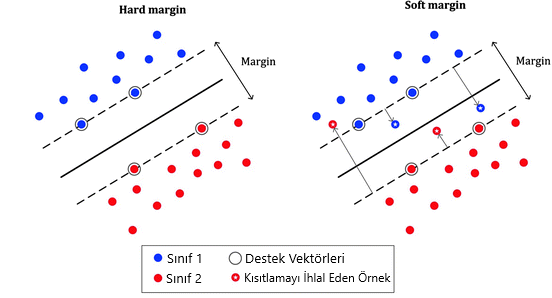 Hard margin
Soft margin
Margin
Margin
Sınıf 1
Destek Vektörleri
Sınıf 2
Kısıtlamayı İhlal Eden Örnek